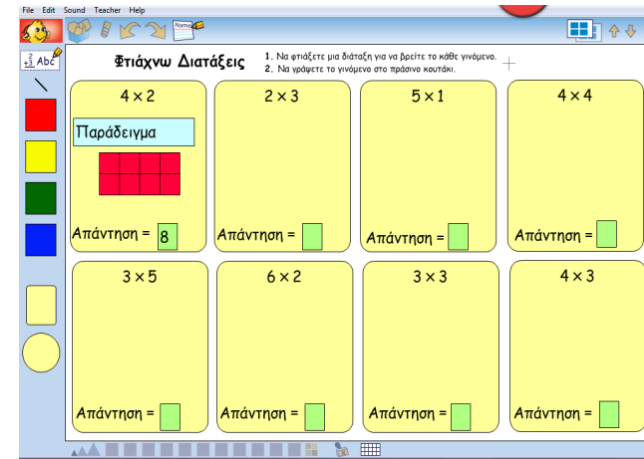 File Edit Sound Teacher Help
Name
Abc
Φτιάχνω Διατάξεις
1. Να φτιάξετε μια διάταξη για να βρείτε το κάθε γινόμενο.
2. Να γράψετε το γινόμενο στο πράσινο κουτάκι.
4 × 2
Παράδειγμα
Απάντηση = 8
2 × 3
Απάντηση =
5 × 1
Απάντηση =
4 × 4
Απάντηση =
3 × 5
Απάντηση =
6 × 2
Απάντηση =
3 × 3
Απάντηση =
4 × 3
Απάντηση =